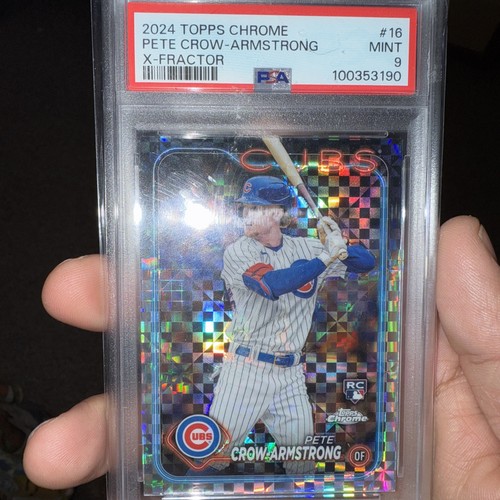 2024 TOPPS CHROME #16
PETE CROW-ARMSTRONG MINT
X-FRACTOR 9
PSA 100353190
CUBS
RC
Topps
Chrome
CUBS
PETE
CROW-ARMSTRONG OF